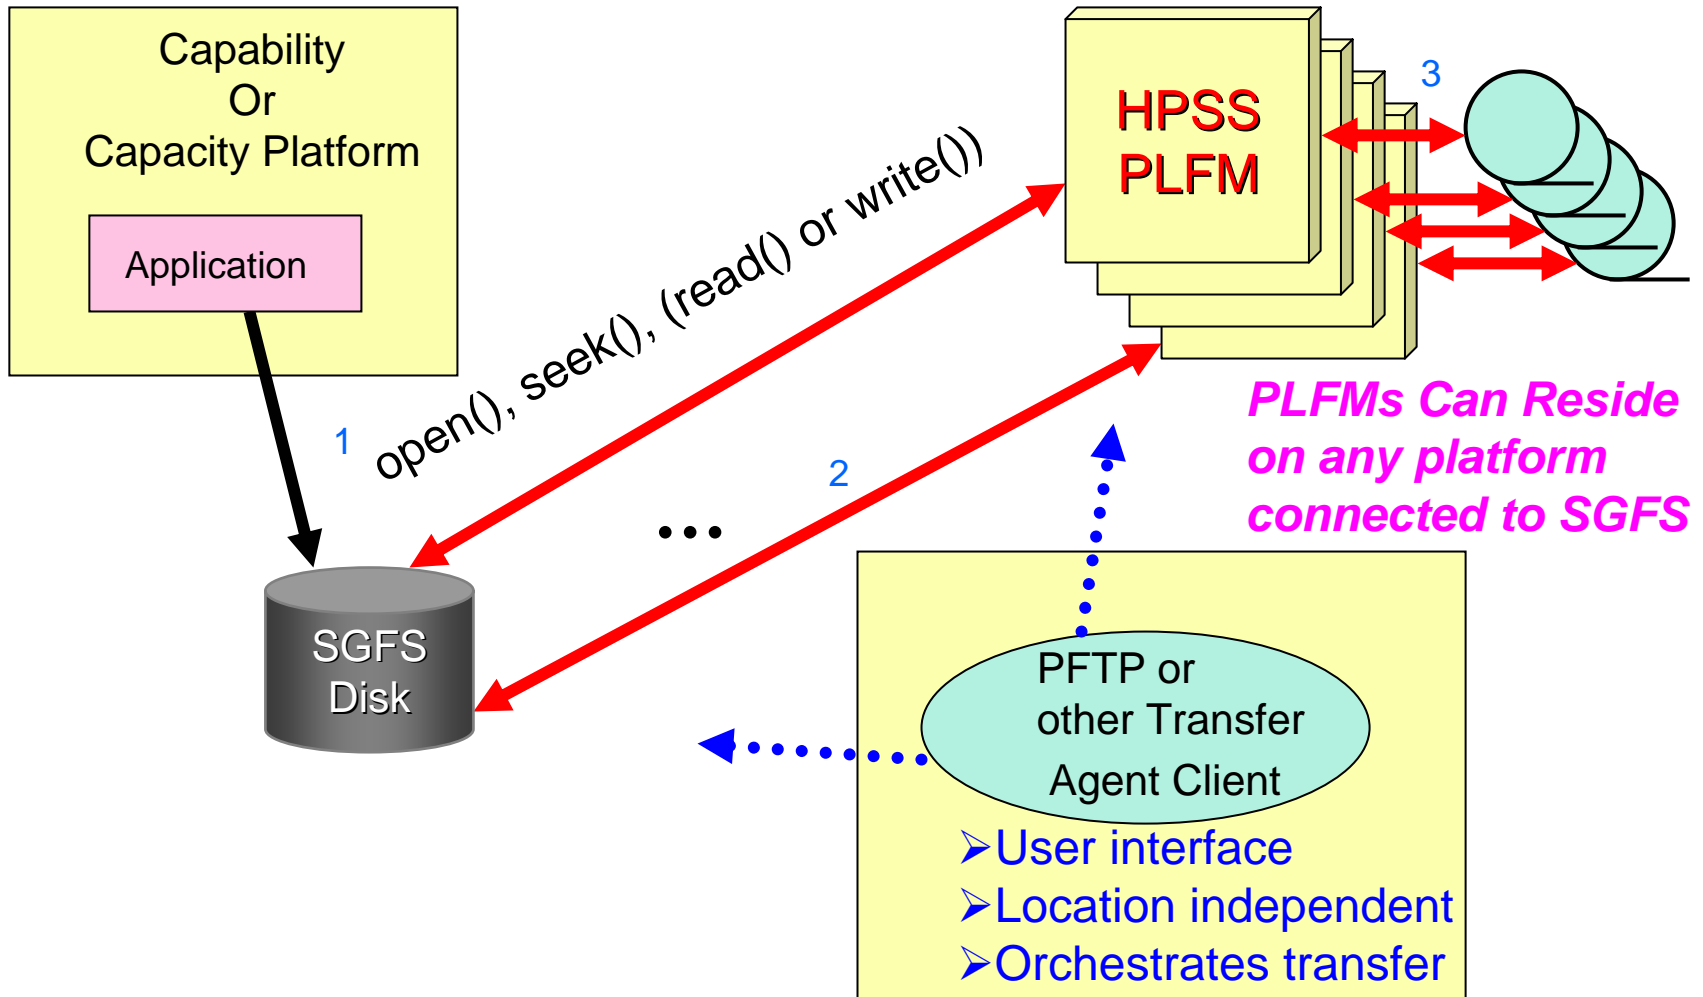 Capability
Or
Capacity Platform
Application
1
open(), seek(), (read() or write())
HPSS
PLFM
3
PLFMs Can Reside
on any platform
connected to SGFS
2
...
SGFS
Disk
PFTP or
other Transfer
Agent Client
➢User interface
➢Location independent
➢Orchestrates transfer